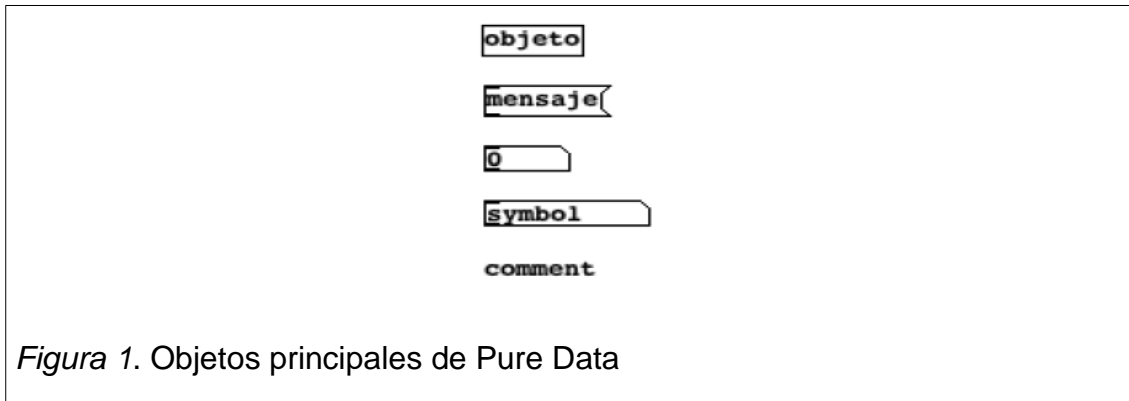 objeto
mensaje
0
symbol
comment
Figura 1. Objetos principales de Pure Data